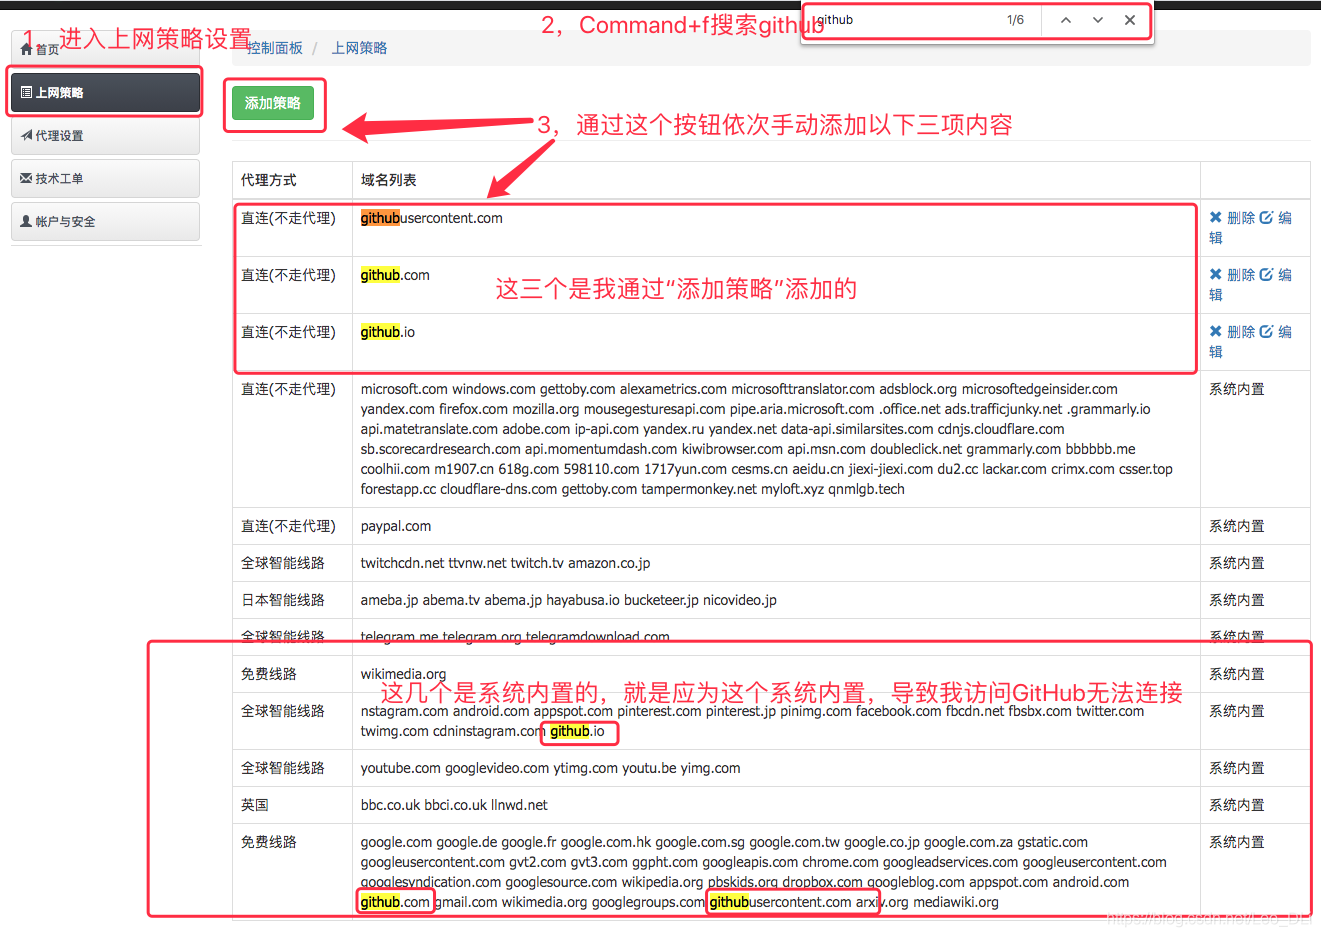 github
1/6
2，Command+f搜索github
1，进入上网策略设置
首页
控制面板 / 上网策略
上网策略
添加策略
代理设置
3，通过这个按钮依次手动添加以下三项内容
技术工单
帐户与安全
代理方式 域名列表
直连(不走代理) githubusercontent.com 删除 编
辑
直连(不走代理) github.com 删除 编
辑
这三个是我通过“添加策略”添加的
直连(不走代理) github.io 删除 编
辑
直连(不走代理) microsoft.com windows.com gettoby.com alexametrics.com microsofttranslator.com adsblock.org microsoftedgeinsider.com 系统内置
yandex.com firefox.com mozilla.org mousegesturesapi.com pipe.aria.microsoft.com .office.net ads.trafficjunky.net .grammarly.io
api.matetranslate.com adobe.com ip-api.com yandex.ru yandex.net data-api.similarsites.com cdnjs.cloudflare.com
sb.scorecardresearch.com api.momentumdash.com kiwibrowser.com api.msn.com doubleclick.net grammarly.com bbbbbb.me
coolhii.com m1907.cn 618g.com 598110.com 1717yun.com cesms.cn aeidu.cn jiexi-jiexi.com du2.cc lackar.com crimx.com csser.top
forestapp.cc cloudflare-dns.com gettoby.com tampermonkey.net myloft.xyz qnmlgb.tech
直连(不走代理) paypal.com 系统内置
全球智能线路 twitchcdn.net ttvnw.net twitch.tv amazon.co.jp 系统内置
日本智能线路 ameba.jp abema.tv abema.jp hayabusa.io bucketeer.jp nicovideo.jp 系统内置
全球智能线路 telegram.me telegram.org telegramdownload.com 系统内置
免费线路 wikimedia.org 系统内置
这几个是系统内置的，就是应为这个系统内置，导致我访问GitHub无法连接
全球智能线路 nstagram.com android.com appspot.com pinterest.com pinterest.jp pinimg.com facebook.com fbcdn.net fbsbx.com twitter.com 系统内置
twimg.com cdninstagram.com github.io
全球智能线路 youtube.com googlevideo.com ytimg.com youtu.be yimg.com 系统内置
英国 bbc.co.uk bbci.co.uk llnwd.net 系统内置
免费线路 google.com google.de google.fr google.com.hk google.com.sg google.com.tw google.co.jp google.com.za gstatic.com 系统内置
googleusercontent.com gvt2.com gvt3.com ggpht.com googleapis.com chrome.com googleadservices.com googleusercontent.com
googlesyndication.com googlesource.com wikipedia.org pbskids.org dropbox.com googleblog.com appspot.com android.com
github.com gmail.com wikimedia.org googlegroups.com githubusercontent.com arxiv.org mediawiki.org